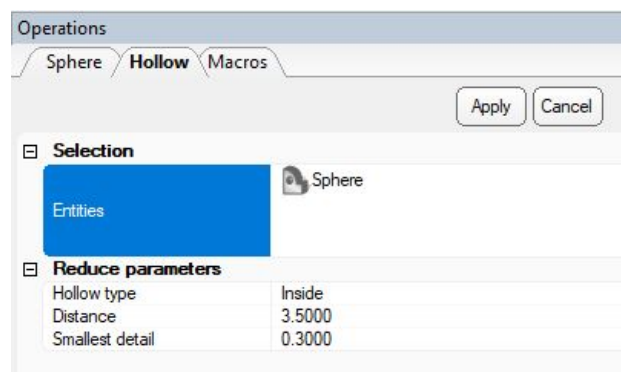 Operations
Sphere Hollow Macros
Apply Cancel
Selection
Entities Sphere
Reduce parameters
Hollow type Inside
Distance 3.5000
Smallest detail 0.3000